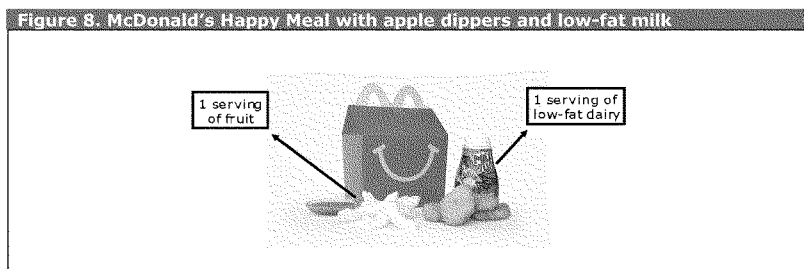 Figure 8. McDonald's Happy Meal with apple dippers and low-fat milk
1 serving
of fruit
1 serving of
low-fat dairy